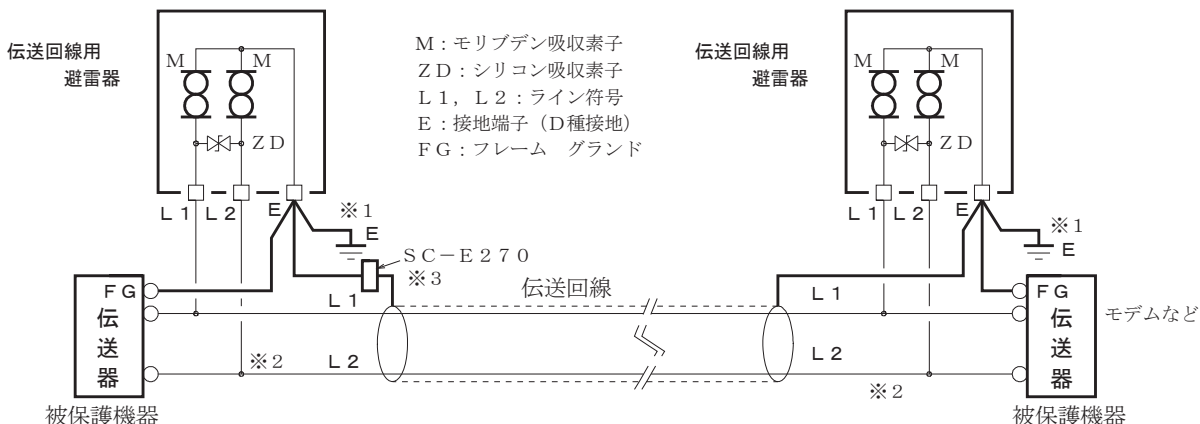 伝送回線用
避雷器
M
M
ZD
L1
L2
E
※1
E
SC-E270
※3
M:モリブデン吸収素子
ZD:シリコン吸収素子
L1,L2:ライン符号
E:接地端子(D種接地)
FG:フレーム グランド
伝送回線用
避雷器
M
M
ZD
L1
L2
E
※1
E
FG
伝送器
L1
伝送回線
L1
FG
伝送器
モデムなど
※2
L2
L2
※2
被保護機器
被保護機器